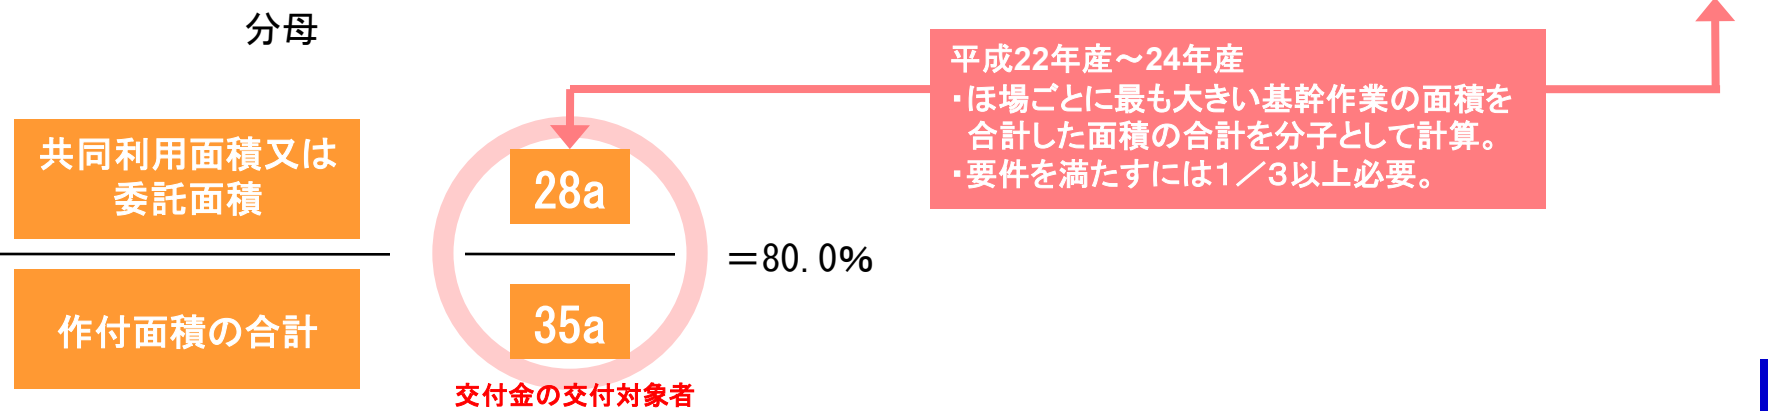 分母
平成22年産～24年産
・ほ場ごとに最も大きい基幹作業の面積を
合計した面積の合計を分子として計算。
・要件を満たすには１／３以上必要。
共同利用面積又は
委託面積
28a
＝80.0%
作付面積の合計
35a
交付金の交付対象者